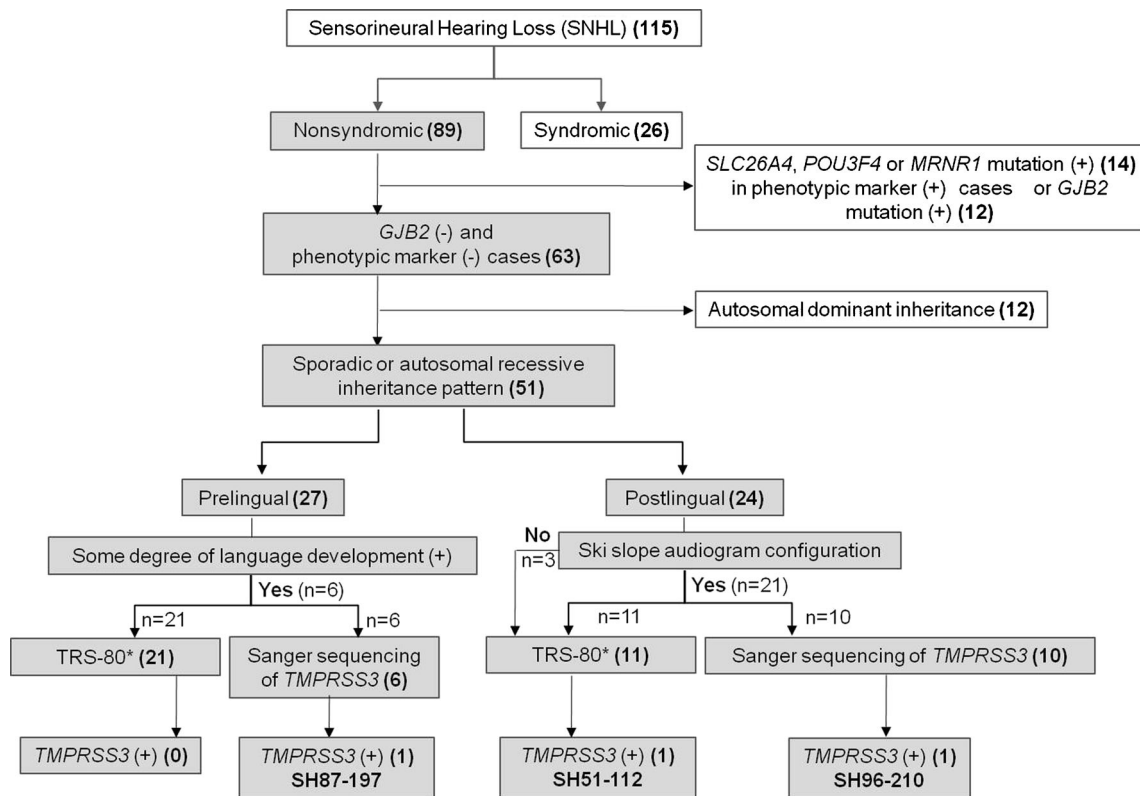 Sensorineural Hearing Loss (SNHL) (115)
Nonsyndromic (89)
Syndromic (26)
SLC26A4, POU3F4 or MRNR1 mutation (+) (14)
in phenotypic marker (+) cases or GJB2
mutation (+) (12)
GJB2 (-) and
phenotypic marker (-) cases (63)
Autosomal dominant inheritance (12)
Sporadic or autosomal recessive
inheritance pattern (51)
Prelingual (27)
Postlingual (24)
Some degree of language development (+)
No
n=3
Ski slope audiogram configuration
Yes (n=6)
Yes (n=21)
n=21
n=6
n=11
n=10
TRS-80* (21)
Sanger sequencing
of TMPRSS3 (6)
TRS-80* (11)
Sanger sequencing of TMPRSS3 (10)
TMPRSS3 (+) (0)
TMPRSS3 (+) (1)
SH87-197
TMPRSS3 (+) (1)
SH51-112
TMPRSS3 (+) (1)
SH96-210